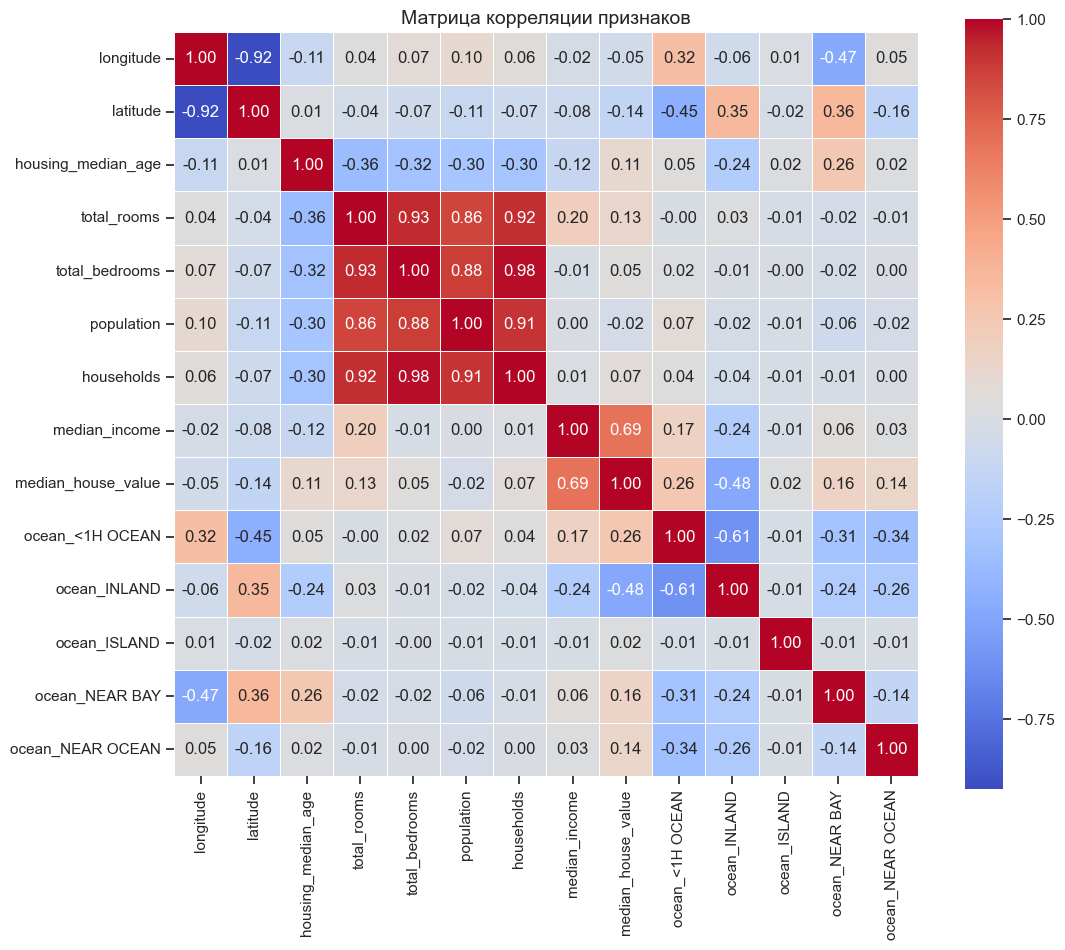 Матрица корреляции признаков
longitude 1.00 -0.92 -0.11 0.04 0.07 0.10 0.06 -0.02 -0.05 0.32 -0.06 0.01 -0.47 0.05
latitude -0.92 1.00 0.01 -0.04 -0.07 -0.11 -0.07 -0.08 -0.14 -0.45 0.35 -0.02 0.36 -0.16
housing_median_age -0.11 0.01 1.00 -0.36 -0.32 -0.30 -0.30 -0.12 0.11 0.05 -0.24 0.02 0.26 0.02
total_rooms 0.04 -0.04 -0.36 1.00 0.93 0.86 0.92 0.20 0.13 -0.00 0.03 -0.01 -0.02 -0.01
total_bedrooms 0.07 -0.07 -0.32 0.93 1.00 0.88 0.98 -0.01 0.05 0.02 -0.01 -0.00 -0.02 0.00
population 0.10 -0.11 -0.30 0.86 0.88 1.00 0.91 0.00 -0.02 0.07 -0.02 -0.01 -0.06 -0.02
households 0.06 -0.07 -0.30 0.92 0.98 0.91 1.00 0.01 0.07 0.04 -0.04 -0.01 -0.01 0.00
median_income -0.02 -0.08 -0.12 0.20 -0.01 0.00 0.01 1.00 0.69 0.17 -0.24 -0.01 0.06 0.03
median_house_value -0.05 -0.14 0.11 0.13 0.05 -0.02 0.07 0.69 1.00 0.26 -0.48 0.02 0.16 0.14
ocean_<1H OCEAN 0.32 -0.45 0.05 -0.00 0.02 0.07 0.04 0.17 0.26 1.00 -0.61 -0.01 -0.31 -0.34
ocean_INLAND -0.06 0.35 -0.24 0.03 -0.01 -0.02 -0.04 -0.24 -0.48 -0.61 1.00 -0.01 -0.24 -0.26
ocean_ISLAND 0.01 -0.02 0.02 -0.01 -0.00 -0.01 -0.01 -0.01 0.02 -0.01 -0.01 1.00 -0.01 -0.01
ocean_NEAR BAY -0.47 0.36 0.26 -0.02 -0.02 -0.06 -0.01 0.06 0.16 -0.31 -0.24 -0.01 1.00 -0.14
ocean_NEAR OCEAN 0.05 -0.16 0.02 -0.01 0.00 -0.02 0.00 0.03 0.14 -0.34 -0.26 -0.01 -0.14 1.00
longitude
latitude
housing_median_age
total_rooms
total_bedrooms
population
households
median_income
median_house_value
ocean_<1H OCEAN
ocean_INLAND
ocean_ISLAND
ocean_NEAR BAY
ocean_NEAR OCEAN
1.00
0.75
0.50
0.25
0.00
-0.25
-0.50
-0.75